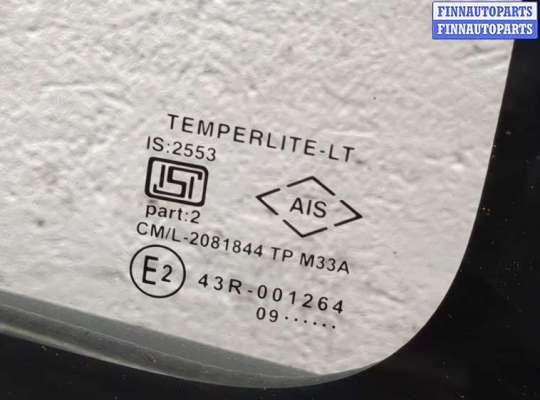 FINNAUTOPARTS
FINNAUTOPARTS
TEMPERLITE-LT
IS:2553
ISI
AIS
part:2
CM/L-2081844 TP M33A
E2
43R-001264
09······